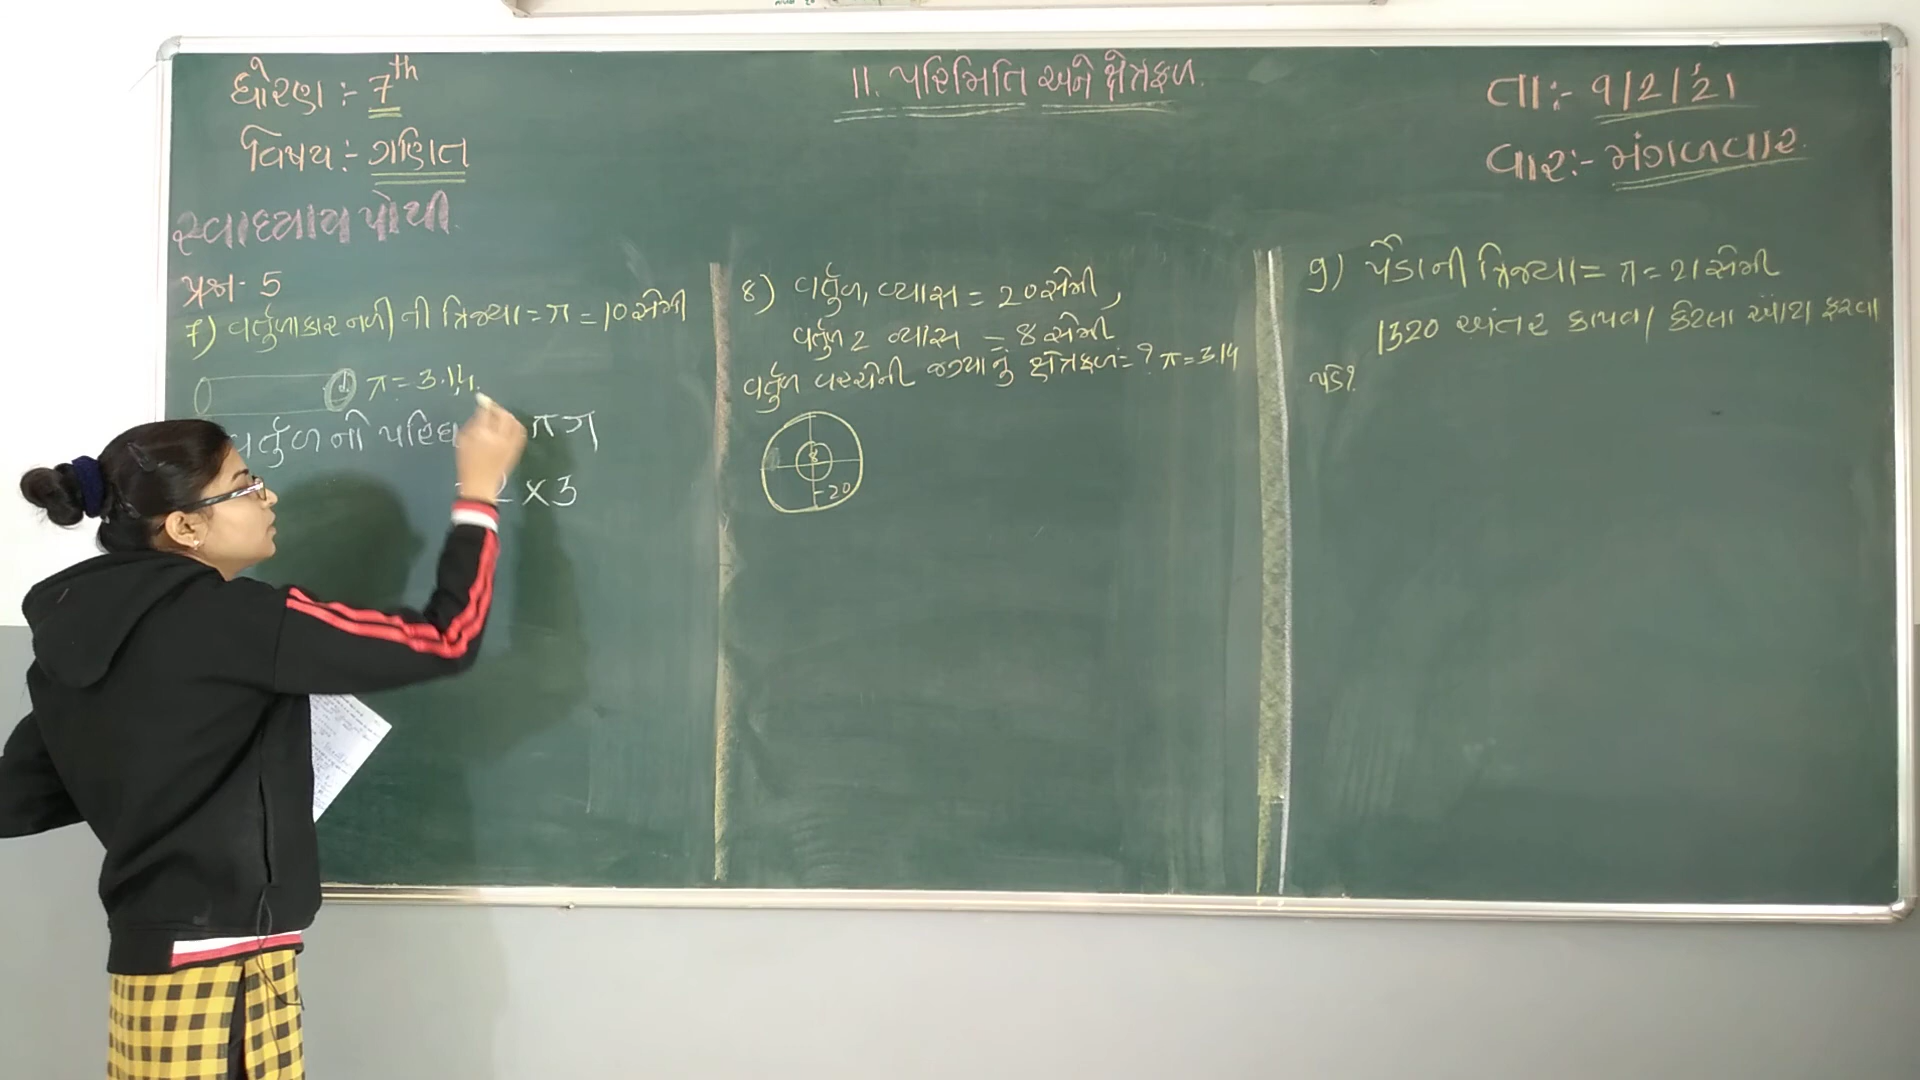 ધોરણ :- 7th
વિષય :- ગણિત
સ્વાધ્યાય પોથી.
11. પરિમિતિ અને ક્ષેત્રફળ.
તા :- 9/2/'21
વાર :- મંગળવાર.
પ્રશ્ન - 5
7) વર્તુળાકાર નળી ની ત્રિજ્યા = π = 10 સેમી
π = 3.14.
વર્તુળ નો પરિઘ πr
2 × 3
8) વર્તુળ, વ્યાસ = 20 સેમી,
વર્તુળ 2 વ્યાસ = 8 સેમી
વર્તુળ વચ્ચેની જગ્યાનું ક્ષેત્રફળ = ? π = 3.14
8
20
9) પૈડાની ત્રિજ્યા = π = 21 સેમી
1320 અંતર કાપવા કેટલા આંટા ફરવા
પડે?